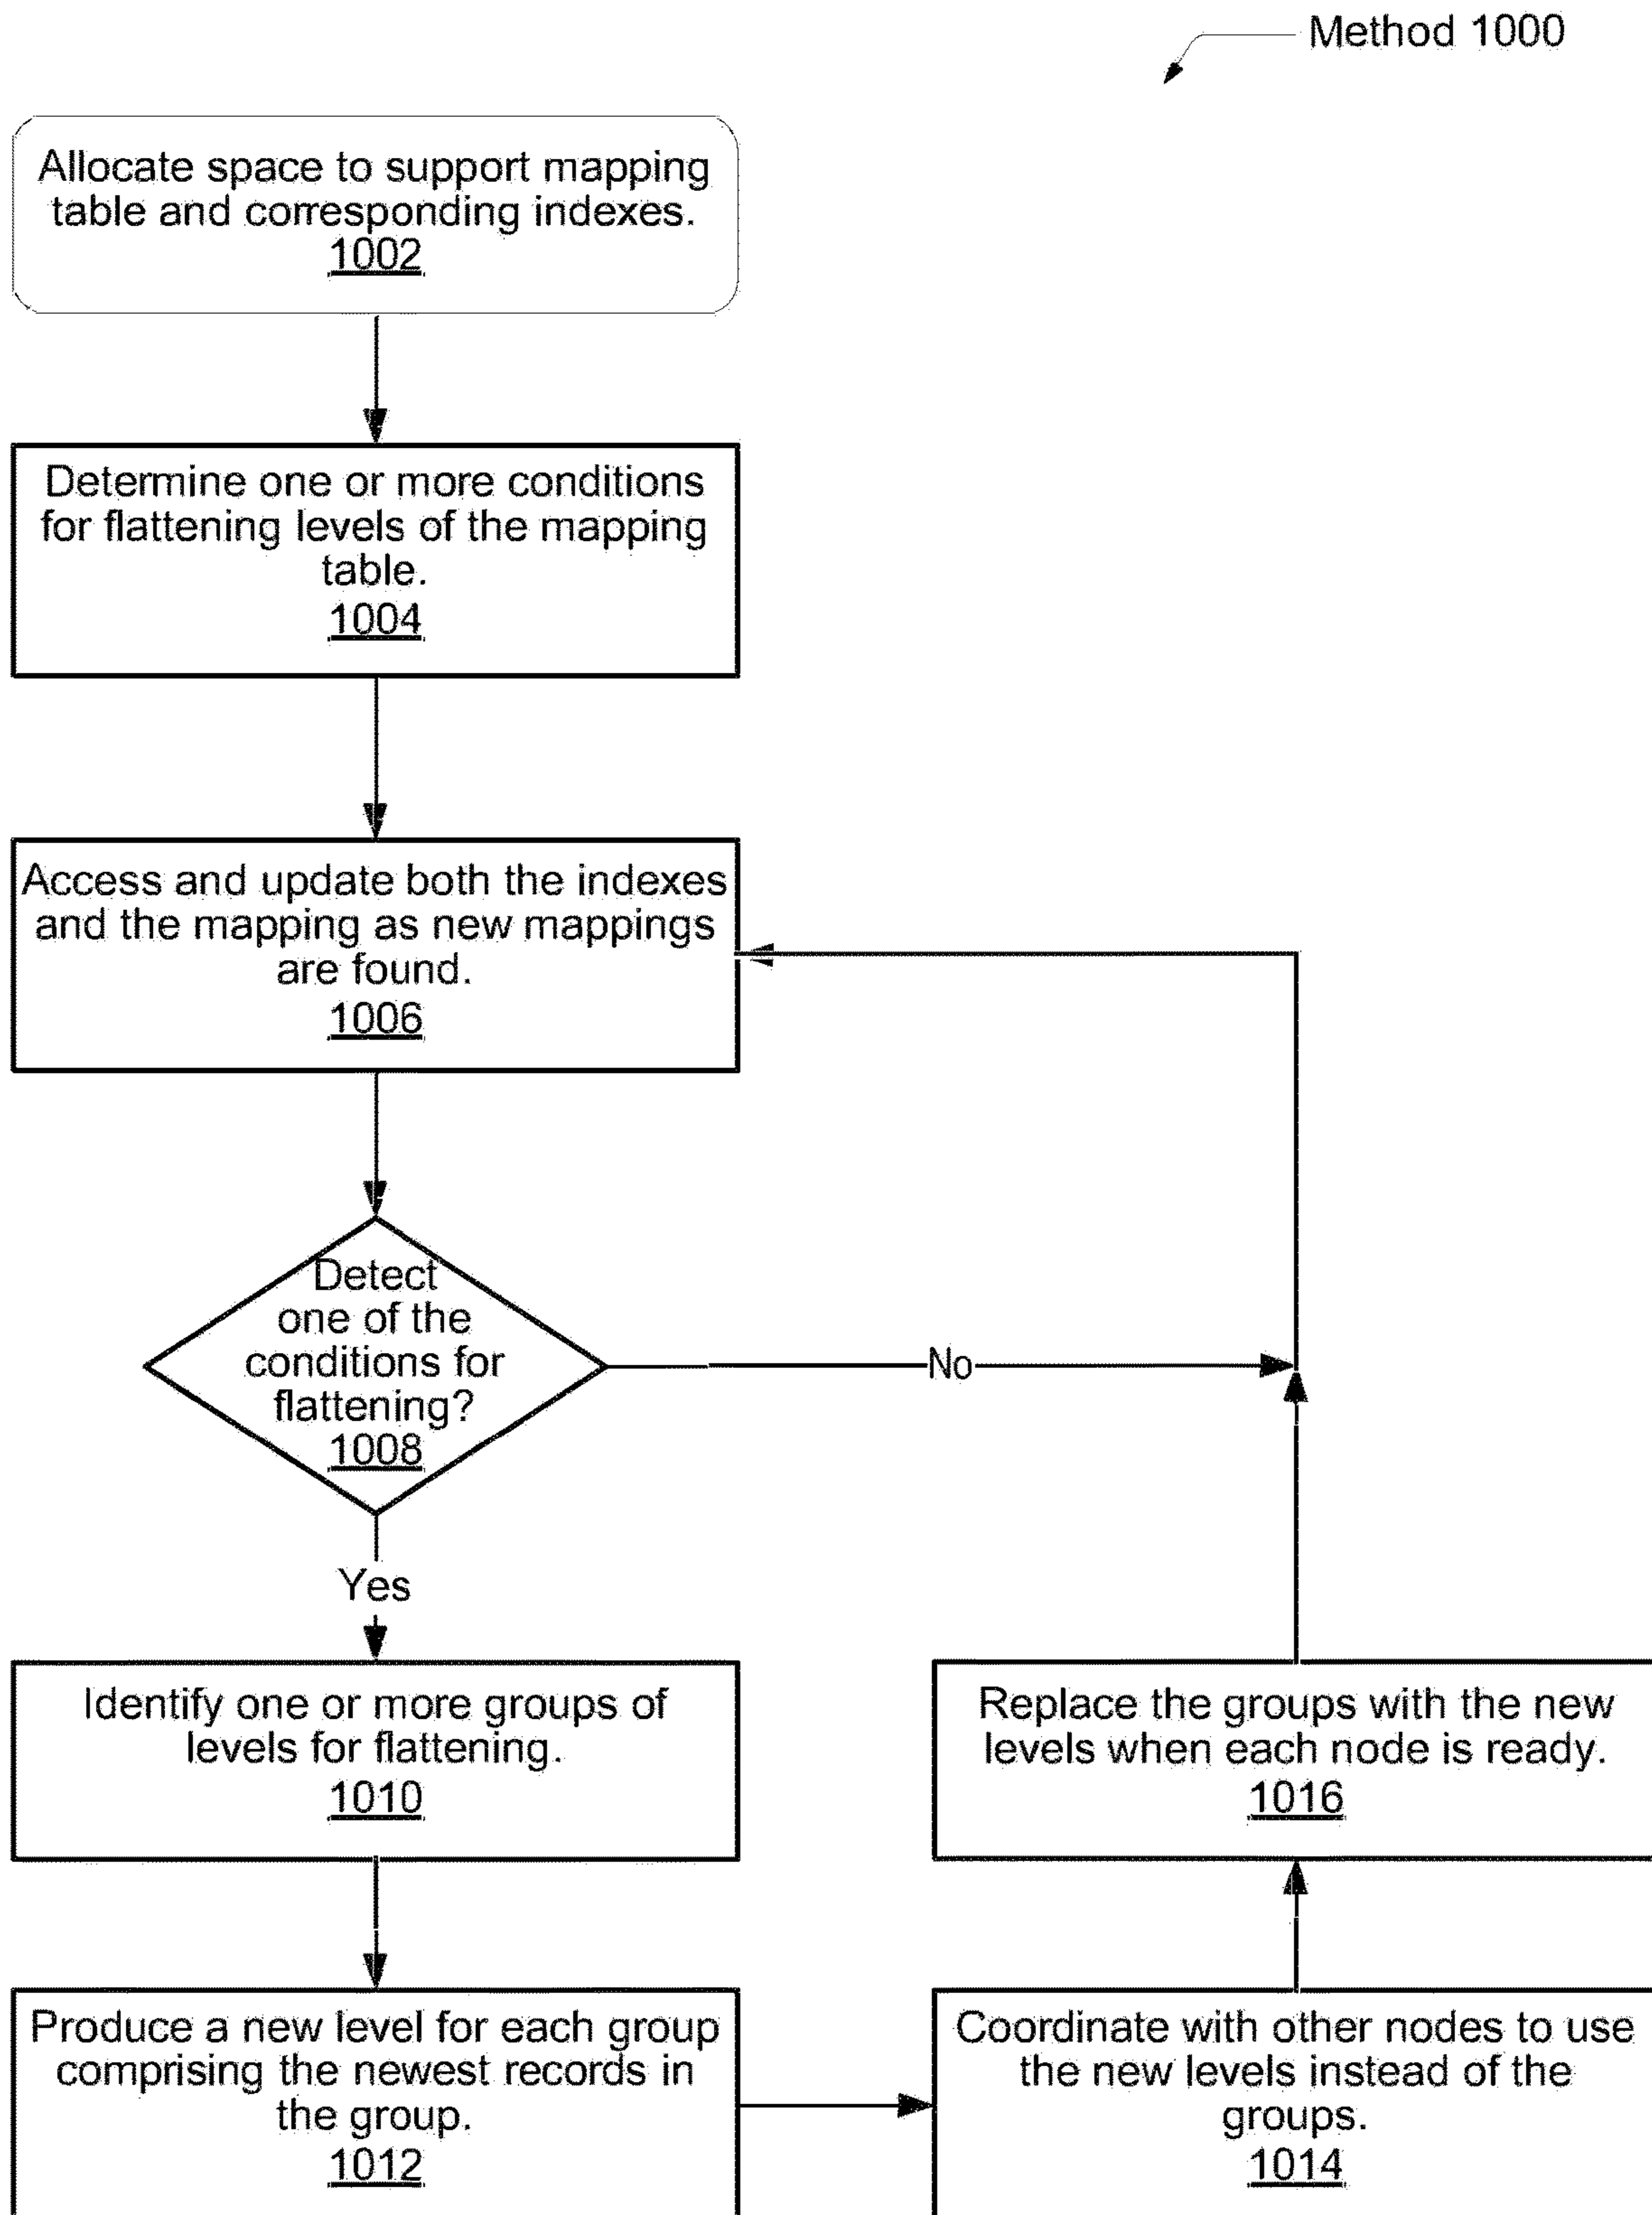 Method 1000
Allocate space to support mapping
table and corresponding indexes.
1002
Determine one or more conditions
for flattening levels of the mapping
table.
1004
Access and update both the indexes
and the mapping as new mappings
are found.
1006
Detect
one of the
conditions for
flattening?
1008
No
Yes
Identify one or more groups of
levels for flattening.
1010
Produce a new level for each group
comprising the newest records in
the group.
1012
Coordinate with other nodes to use
the new levels instead of the
groups.
1014
Replace the groups with the new
levels when each node is ready.
1016